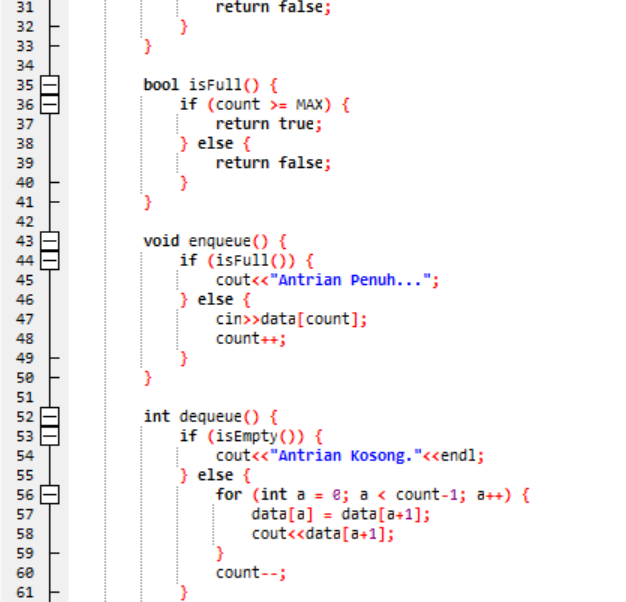 31 return false;
32 }
33 }
34
35 bool isFull() {
36 if (count >= MAX) {
37 return true;
38 } else {
39 return false;
40 }
41 }
42
43 void enqueue() {
44 if (isFull()) {
45 cout<<"Antrian Penuh...";
46 } else {
47 cin>>data[count];
48 count++;
49 }
50 }
51
52 int dequeue() {
53 if (isEmpty()) {
54 cout<<"Antrian Kosong."<<endl;
55 } else {
56 for (int a = 0; a < count-1; a++) {
57 data[a] = data[a+1];
58 cout<<data[a+1];
59 }
60 count--;
61 }